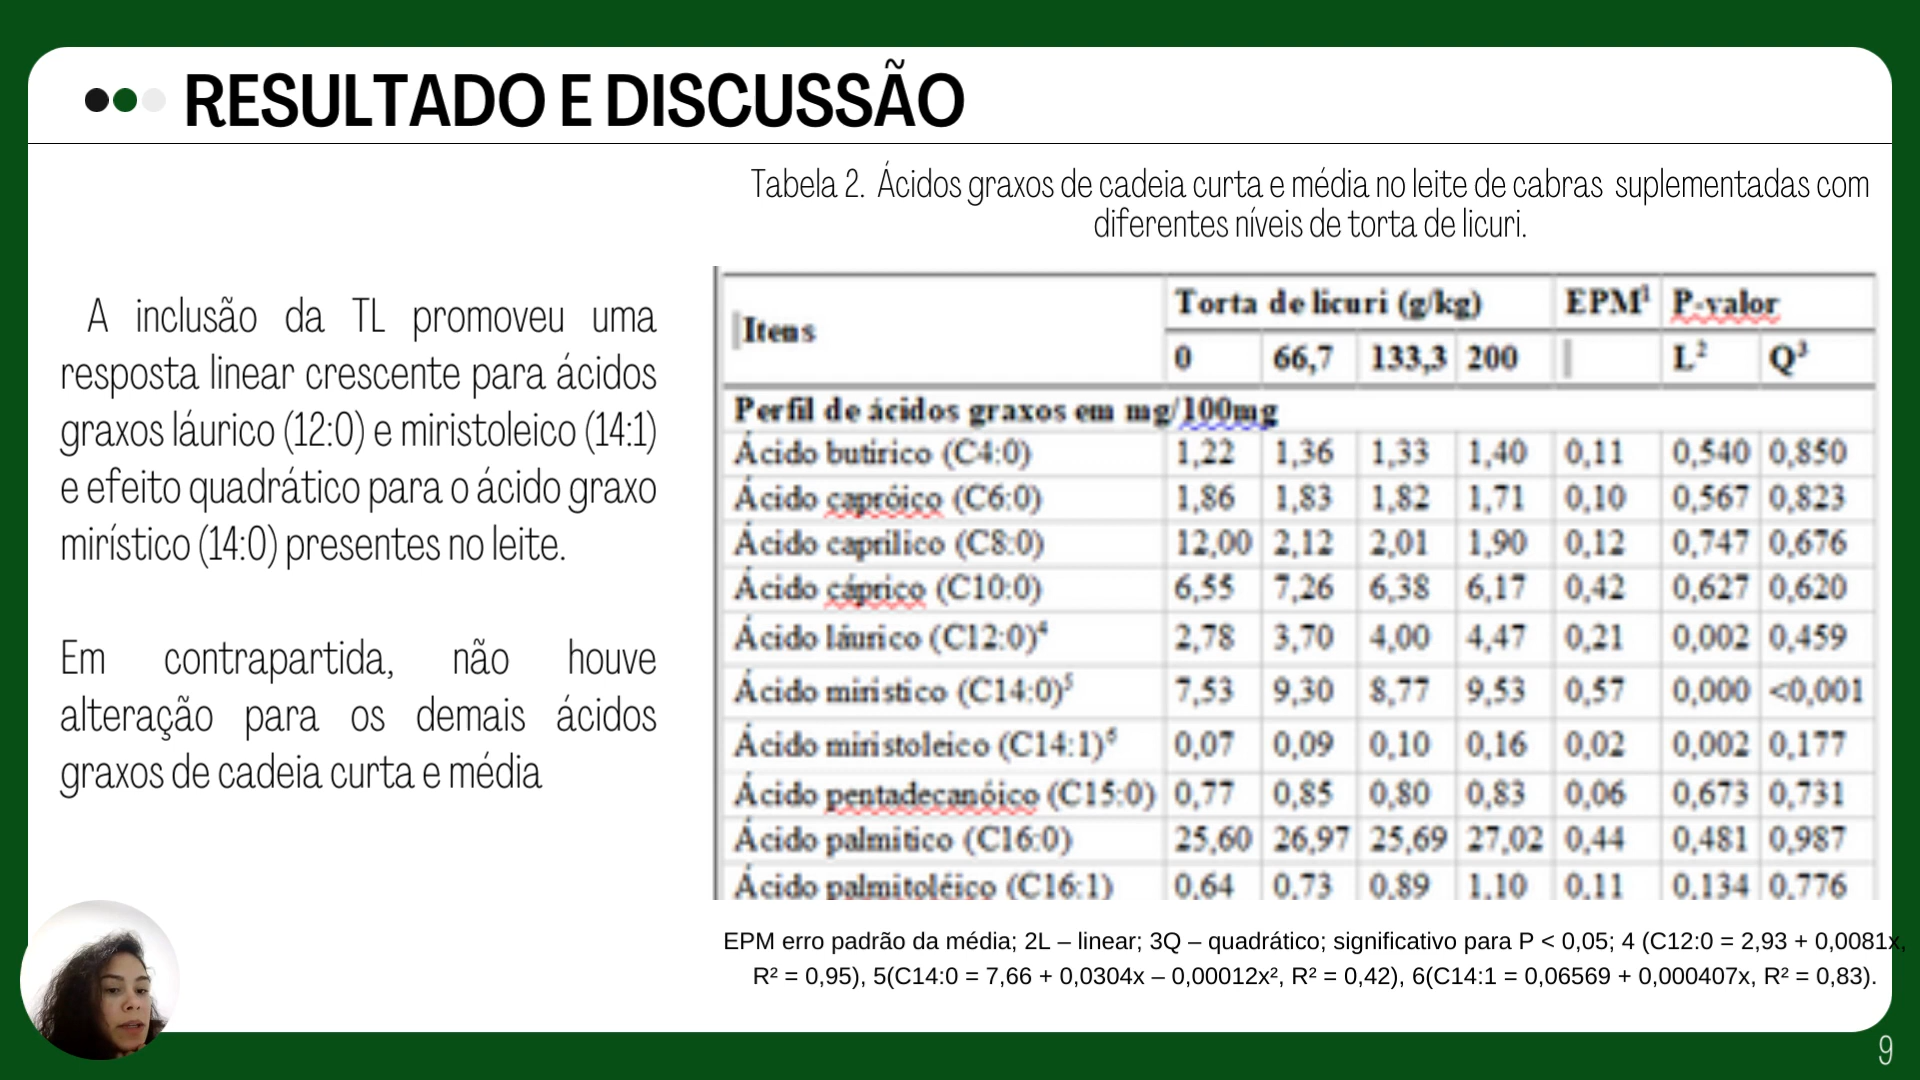 RESULTADO E DISCUSSÃO
A inclusão da TL promoveu uma
resposta linear crescente para ácidos
graxos láurico (12:0) e miristoleico (14:1)
e efeito quadrático para o ácido graxo
mirístico (14:0) presentes no leite.
Em contrapartida, não houve
alteração para os demais ácidos
graxos de cadeia curta e média
Tabela 2. Ácidos graxos de cadeia curta e média no leite de cabras suplementadas com
diferentes níveis de torta de licuri.
Itens Torta de licuri (g/kg) EPM¹ P-valor
0 66,7 133,3 200 L² Q³
Perfil de ácidos graxos em mg/100mg
Ácido butírico (C4:0) 1,22 1,36 1,33 1,40 0,11 0,540 0,850
Ácido capróico (C6:0) 1,86 1,83 1,82 1,71 0,10 0,567 0,823
Ácido caprílico (C8:0) 12,00 2,12 2,01 1,90 0,12 0,747 0,676
Ácido cáprico (C10:0) 6,55 7,26 6,38 6,17 0,42 0,627 0,620
Ácido láurico (C12:0)⁴ 2,78 3,70 4,00 4,47 0,21 0,002 0,459
Ácido mirístico (C14:0)⁵ 7,53 9,30 8,77 9,53 0,57 0,000 <0,001
Ácido miristoleico (C14:1)⁶ 0,07 0,09 0,10 0,16 0,02 0,002 0,177
Ácido pentadecanóico (C15:0) 0,77 0,85 0,80 0,83 0,06 0,673 0,731
Ácido palmítico (C16:0) 25,60 26,97 25,69 27,02 0,44 0,481 0,987
Ácido palmitoléico (C16:1) 0,64 0,73 0,89 1,10 0,11 0,134 0,776
EPM erro padrão da média; 2L – linear; 3Q – quadrático; significativo para P < 0,05; 4 (C12:0 = 2,93 + 0,0081x,
R² = 0,95), 5(C14:0 = 7,66 + 0,0304x – 0,00012x², R² = 0,42), 6(C14:1 = 0,06569 + 0,000407x, R² = 0,83).
9